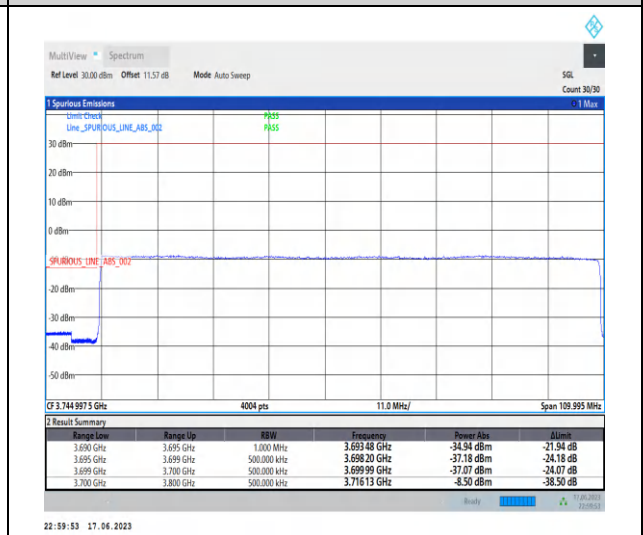 MultiView Spectrum
Ref Level 30.00 dBm Offset 11.57 dB Mode Auto Sweep SGL
Count 30/30
1 Spurious Emissions 1 Max
Limit Check PASS
Line _SPURIOUS_LINE_ABS_002 PASS
30 dBm
20 dBm
10 dBm
0 dBm
_SPURIOUS_LINE_ABS_002
-20 dBm
-30 dBm
-40 dBm
-50 dBm
CF 3.744 997 5 GHz 4004 pts 11.0 MHz/ Span 109.995 MHz
2 Result Summary
Range Low Range Up RBW Frequency Power Abs ΔLimit
3.690 GHz 3.695 GHz 1.000 MHz 3.693 48 GHz -34.94 dBm -21.94 dB
3.695 GHz 3.699 GHz 500.000 kHz 3.698 20 GHz -37.18 dBm -24.18 dB
3.699 GHz 3.700 GHz 500.000 kHz 3.699 99 GHz -37.07 dBm -24.07 dB
3.700 GHz 3.800 GHz 500.000 kHz 3.716 13 GHz -8.50 dBm -38.50 dB
Ready 17.06.2023
22:59:53
22:59:53 17.06.2023